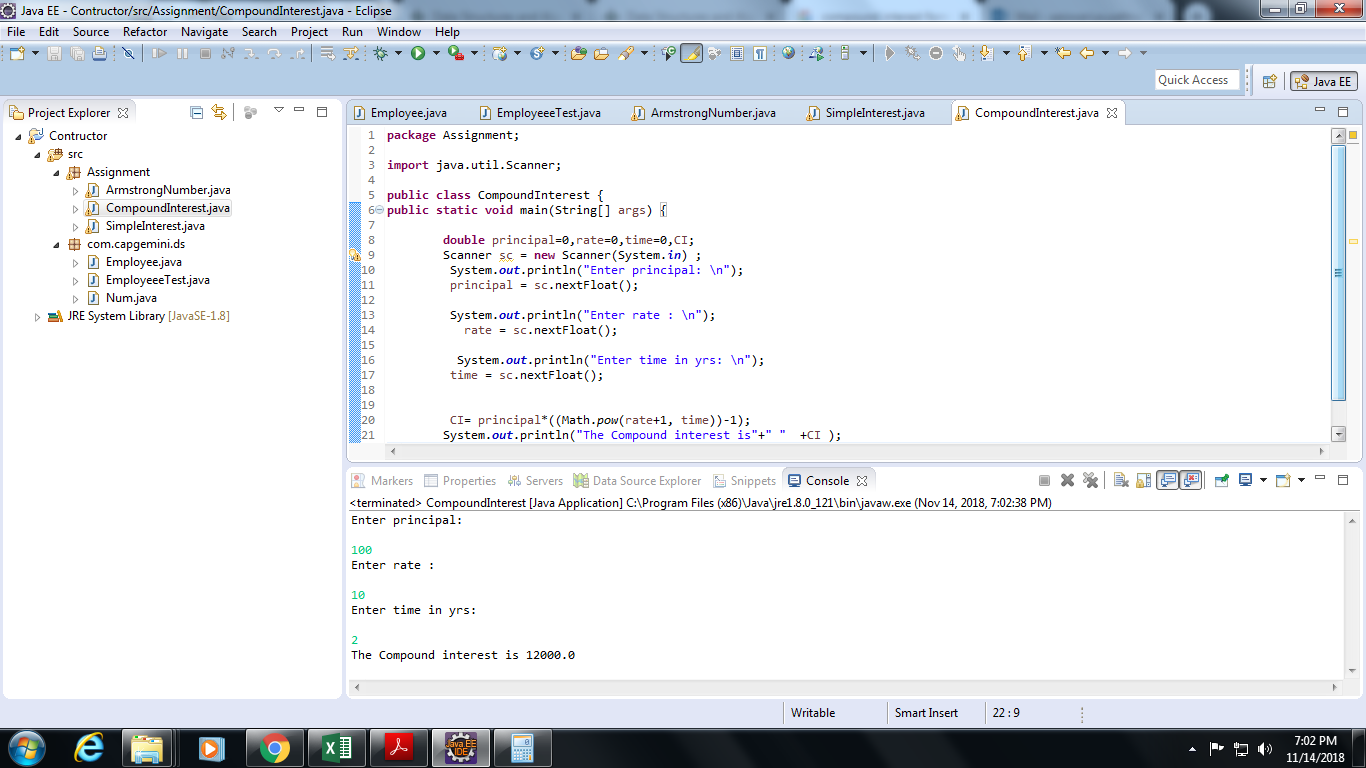 Java EE - Contructor/src/Assignment/CompoundInterest.java - Eclipse
File Edit Source Refactor Navigate Search Project Run Window Help
Quick Access
Java EE
Project Explorer
Contructor
src
Assignment
ArmstrongNumber.java
CompoundInterest.java
SimpleInterest.java
com.capgemini.ds
Employee.java
EmployeeeTest.java
Num.java
JRE System Library [JavaSE-1.8]
Employee.java EmployeeeTest.java ArmstrongNumber.java SimpleInterest.java CompoundInterest.java
1 package Assignment;
2
3 import java.util.Scanner;
4
5 public class CompoundInterest {
6 public static void main(String[] args) {
7
8 double principal=0,rate=0,time=0,CI;
9 Scanner sc = new Scanner(System.in) ;
10 System.out.println("Enter principal: \n");
11 principal = sc.nextFloat();
12
13 System.out.println("Enter rate : \n");
14 rate = sc.nextFloat();
15
16 System.out.println("Enter time in yrs: \n");
17 time = sc.nextFloat();
18
19
20 CI= principal*((Math.pow(rate+1, time))-1);
21 System.out.println("The Compound interest is"+" " +CI );
Markers Properties Servers Data Source Explorer Snippets Console
<terminated> CompoundInterest [Java Application] C:\Program Files (x86)\Java\jre1.8.0_121\bin\javaw.exe (Nov 14, 2018, 7:02:38 PM)
Enter principal:
100
Enter rate :
10
Enter time in yrs:
2
The Compound interest is 12000.0
Writable Smart Insert 22 : 9
Java EE
IDE
7:02 PM
11/14/2018